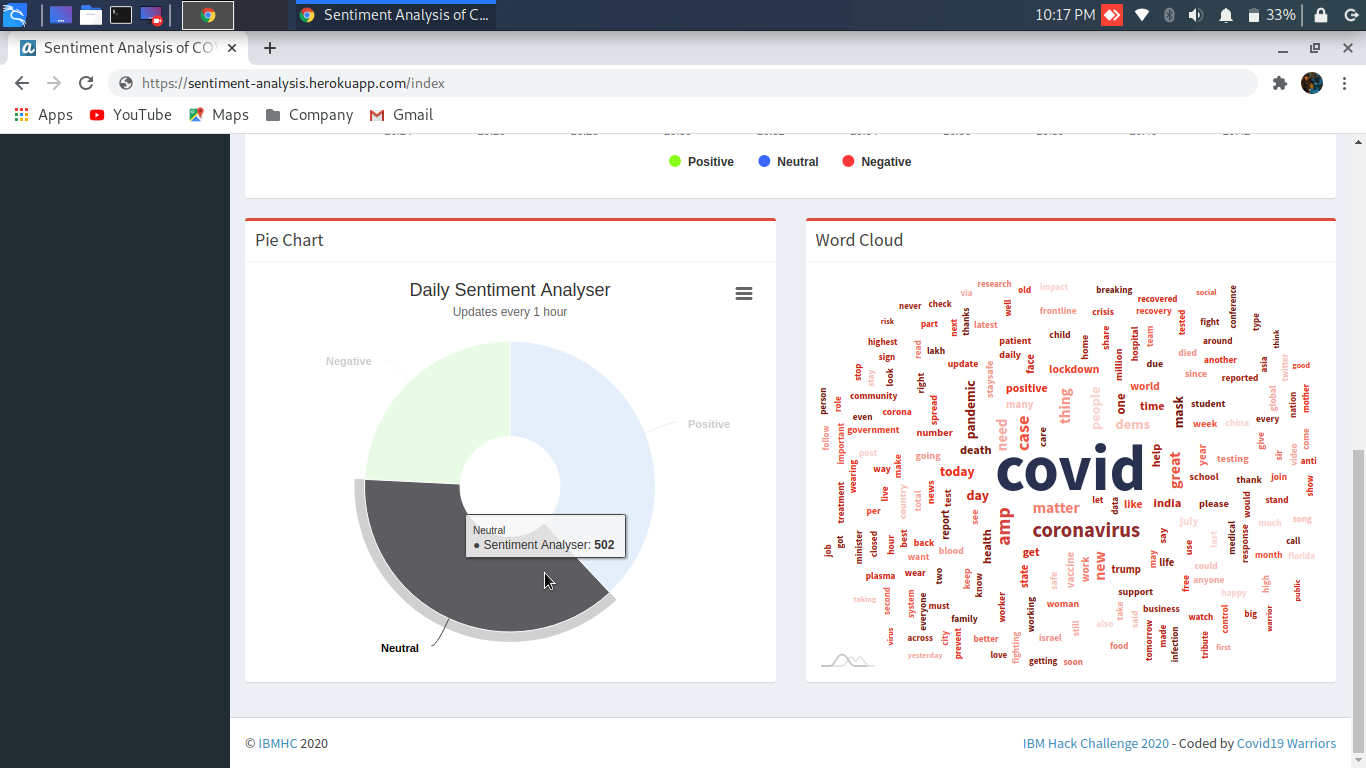 Sentiment Analysis of C...
10:17 PM
33%
Sentiment Analysis of CO
https://sentiment-analysis.herokuapp.com/index
Apps YouTube Maps Company Gmail
Positive Neutral Negative
Pie Chart
Daily Sentiment Analyser
Updates every 1 hour
Negative
Positive
Neutral
● Sentiment Analyser: 502
Neutral
Word Cloud
research old impact breaking social
via recovered conference
never check well frontline crisis recovery
risk part next thanks latest tested fight type
highest patient child home share hospital team around think
sign read lakh daily face million died another asia twitter good
stop stay look update staysafe lockdown due since reported
person community right positive world global nation mother
role even corona spread pandemic many thing people one time mask student every
follow important government number need case care dems week china give come
post going death help year sir video anti
wearing way make today covid great testing join show
treatment live country total news test day school thank
per see amp matter let data like india please would stand
job got minister closed hour best back report coronavirus say july much song
want blood health get use last medical response call
plasma wear two keep know state safe vaccine work new trump may life could month florida
taking second system everyone must worker working woman support free anyone happy high public
virus across city family take said business watch control big warrior
prevent better fighting israel still also food tomorrow made infection tribute first
yesterday love getting soon
© IBMHC 2020
IBM Hack Challenge 2020 - Coded by Covid19 Warriors